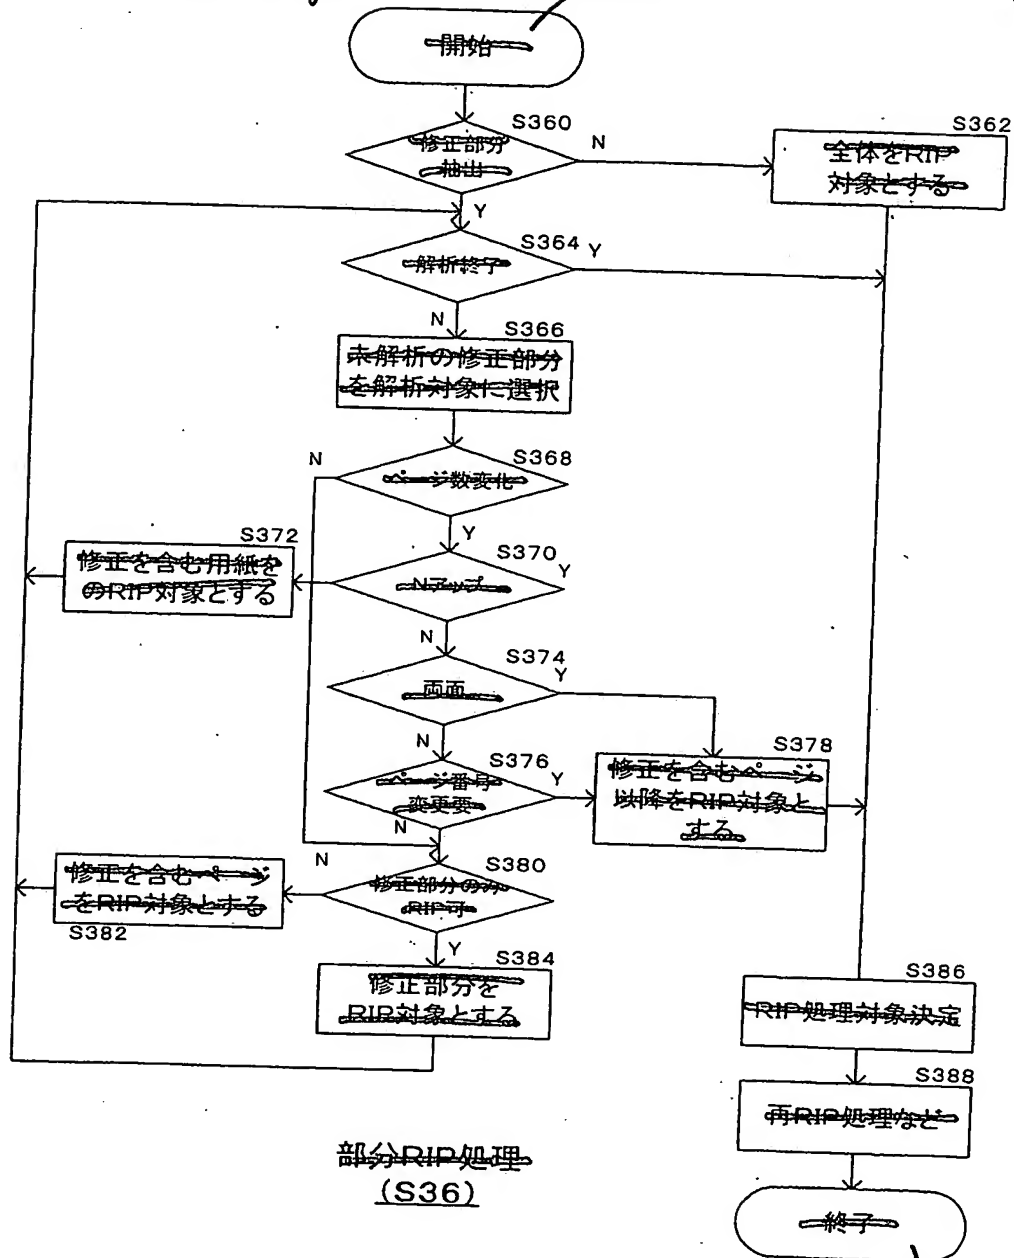 開始
S360
修正部分
抽出
N
S362
全体をRIP
対象とする
Y
S364
Y
解析終了
N
S366
未解析の修正部分
を解析対象に選択
S368
N
ページ数変化
Y
S372
修正を含む用紙を
のRIP対象とする
S370
Y
Nアップ
N
S374
Y
両面
N
S376
Y
ページ番号
変更要
N
S378
修正を含むページ
以降をRIP対象と
する
N
S380
修正部分のみ
RIP可
修正を含むページ
をRIP対象とする
S382
Y
S384
修正部分を
RIP対象とする
S386
RIP処理対象決定
S388
再RIP処理など
部分RIP処理
(S36)
終了